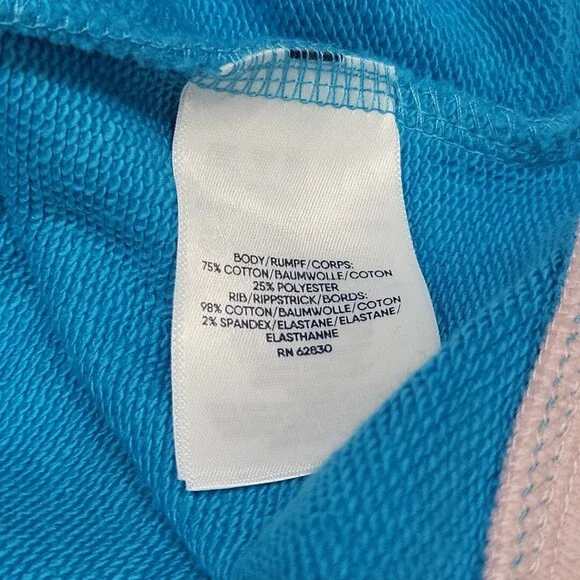 BODY/RUMPF/CORPS:
75% COTTON/BAUMWOLLE/COTON
25% POLYESTER
RIB/RIPPSTRICK/BORDS:
98% COTTON/BAUMWOLLE/COTON
2% SPANDEX/ELASTANE/ELASTANE/
ELASTHANNE
RN 62830